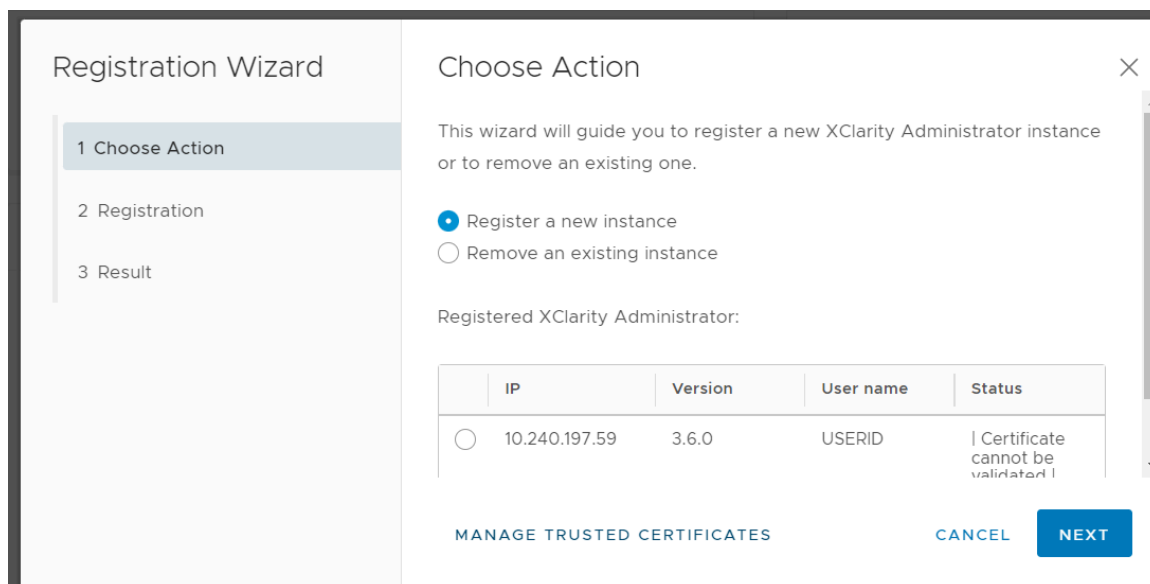 Registration Wizard
1 Choose Action
2 Registration
3 Result
Choose Action
This wizard will guide you to register a new XClarity Administrator instance
or to remove an existing one.
Register a new instance
Remove an existing instance
Registered XClarity Administrator:
IP Version User name Status
10.240.197.59 3.6.0 USERID | Certificate
cannot be
validated |
MANAGE TRUSTED CERTIFICATES CANCEL NEXT